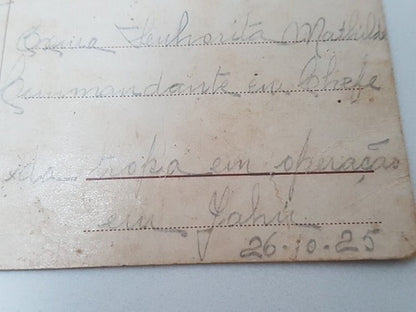 Exma Senhorita Mathilde
Commandante em Chefe
da tropa em operação
em Jahú
26-10-25